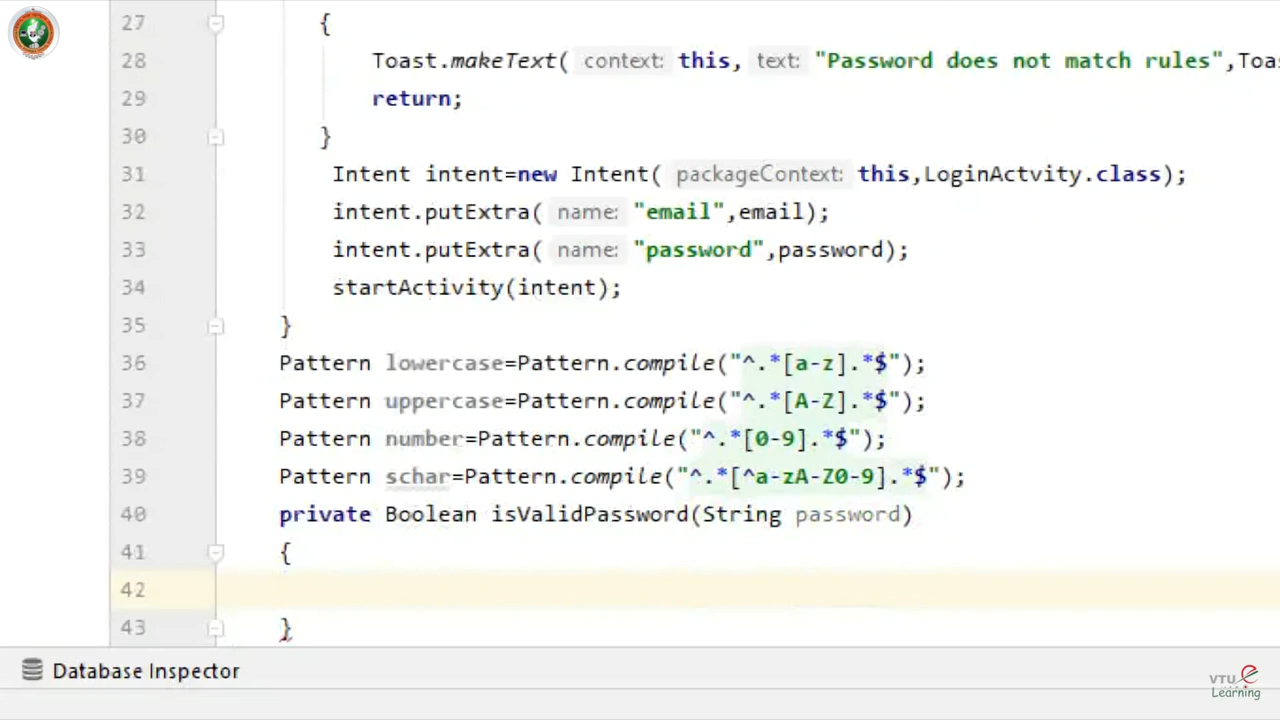 27 {
28 Toast.makeText( context: this, text: "Password does not match rules",Toas
29 return;
30 }
31 Intent intent=new Intent( packageContext: this,LoginActvity.class);
32 intent.putExtra( name: "email",email);
33 intent.putExtra( name: "password",password);
34 startActivity(intent);
35 }
36 Pattern lowercase=Pattern.compile("^.*[a-z].*$");
37 Pattern uppercase=Pattern.compile("^.*[A-Z].*$");
38 Pattern number=Pattern.compile("^.*[0-9].*$");
39 Pattern schar=Pattern.compile("^.*[^a-zA-Z0-9].*$");
40 private Boolean isValidPassword(String password)
41 {
42
43 }
Database Inspector
VTU e
Learning